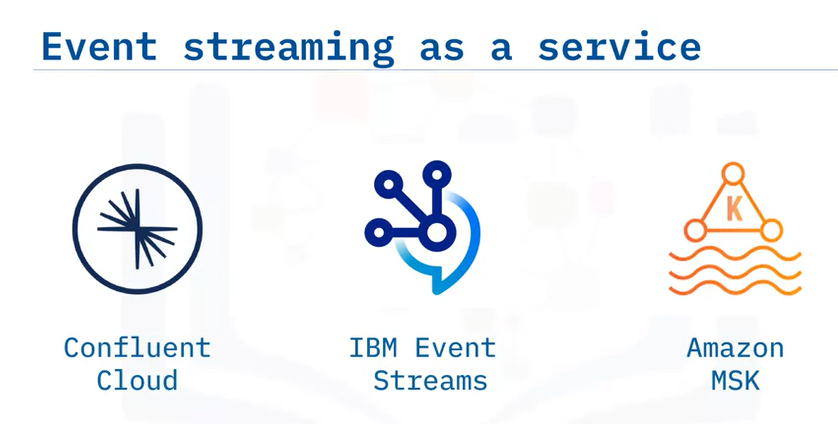 Event streaming as a service
K
Confluent
Cloud
IBM Event
Streams
Amazon
MSK